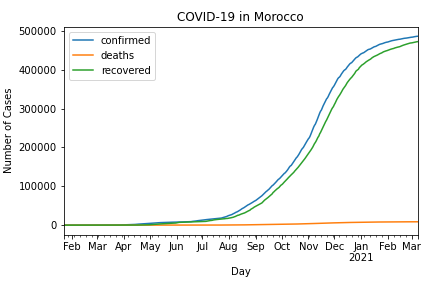 COVID-19 in Morocco
confirmed
deaths
recovered
Number of Cases
500000
400000
300000
200000
100000
0
Feb Mar Apr May Jun Jul Aug Sep Oct Nov Dec Jan Feb Mar
2021
Day